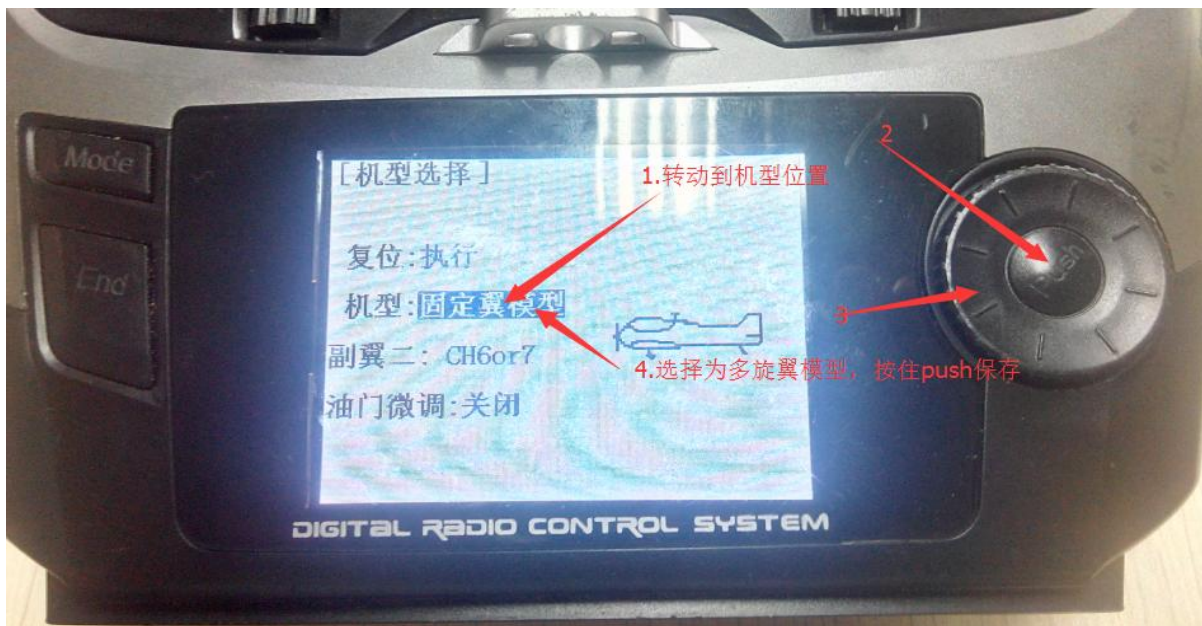 Mode
End
[机型选择]
复位:执行
机型:固定翼模型
副翼二: CH6or7
油门微调:关闭
1.转动到机型位置
2
Push
3
4.选择为多旋翼模型，按住push保存
DIGITAL RADIO CONTROL SYSTEM